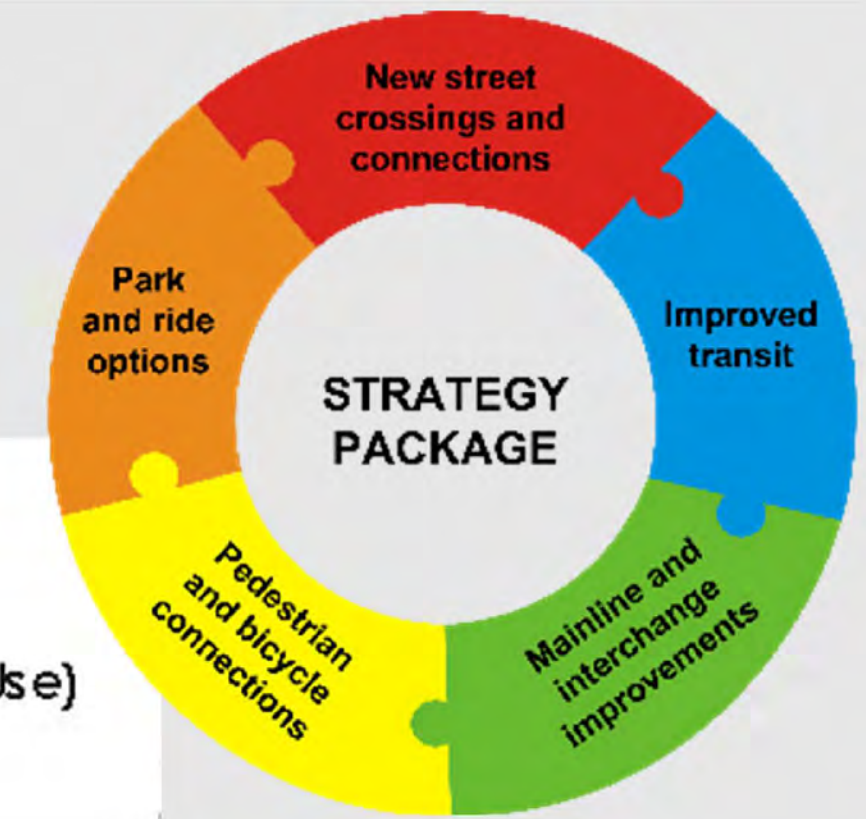 New street
crossings and
connections
Park
and ride
options
Improved
transit
STRATEGY
PACKAGE
Pedestrian
and bicycle
connections
Mainline and
interchange
improvements